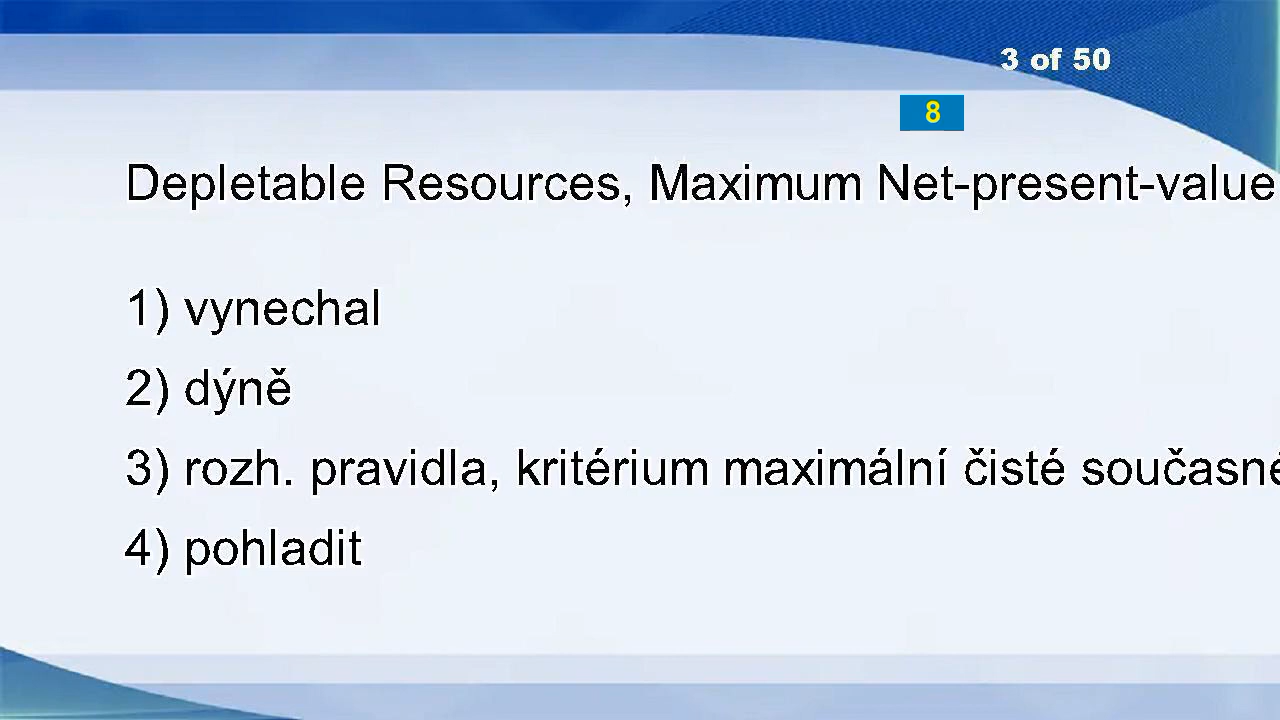 3 of 50
8
Depletable Resources, Maximum Net-present-value
1) vynechal
2) dýně
3) rozh. pravidla, kritérium maximální čisté současné
4) pohladit